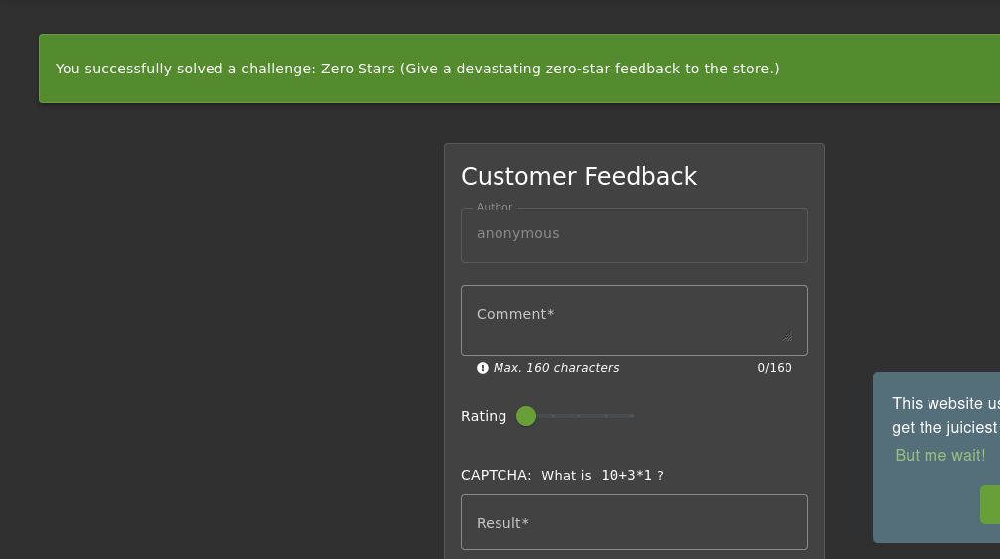 You successfully solved a challenge: Zero Stars (Give a devastating zero-star feedback to the store.)
Customer Feedback
Author
anonymous
Comment*
Max. 160 characters 0/160
Rating
CAPTCHA: What is 10+3*1 ?
Result*
This website us
get the juiciest
But me wait!